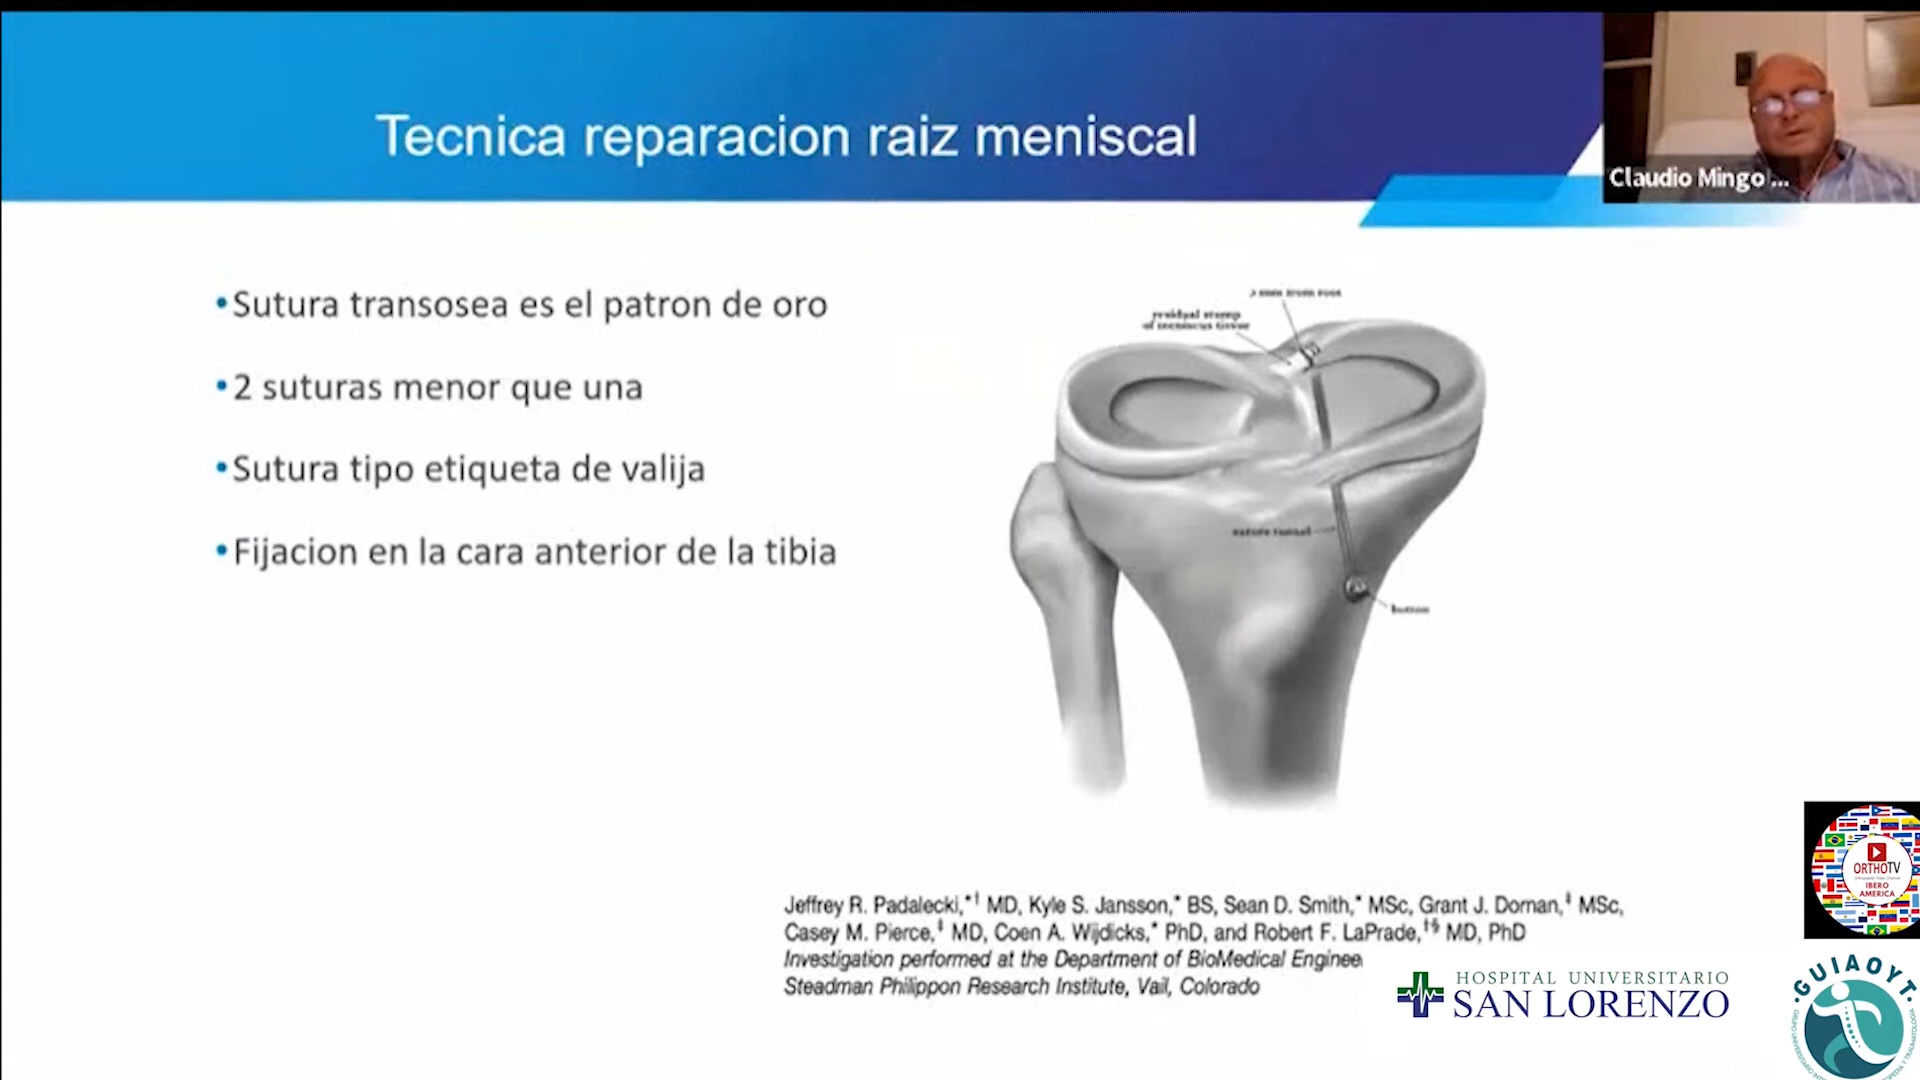 Tecnica reparacion raiz meniscal
Claudio Mingo ...
•Sutura transosea es el patron de oro
•2 suturas menor que una
•Sutura tipo etiqueta de valija
•Fijacion en la cara anterior de la tibia
residual stump
of meniscus tissue
suture tunnel
button
Jeffrey R. Padalecki,*† MD, Kyle S. Jansson,* BS, Sean D. Smith,* MSc, Grant J. Dornan,‡ MSc,
Casey M. Pierce,‡ MD, Coen A. Wijdicks,* PhD, and Robert F. LaPrade,†§ MD, PhD
Investigation performed at the Department of BioMedical Enginee
Steadman Philippon Research Institute, Vail, Colorado
HOSPITAL UNIVERSITARIO
SAN LORENZO
ORTHOTV
IBERO
AMERICA
GUIAOYT